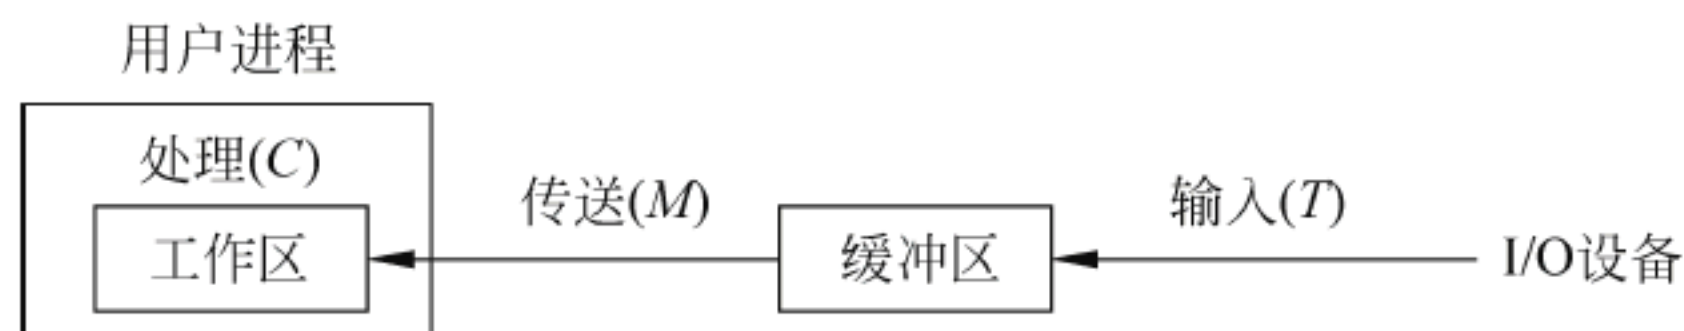 用户进程
处理(C)
工作区
传送(M)
缓冲区
输入(T)
I/O设备